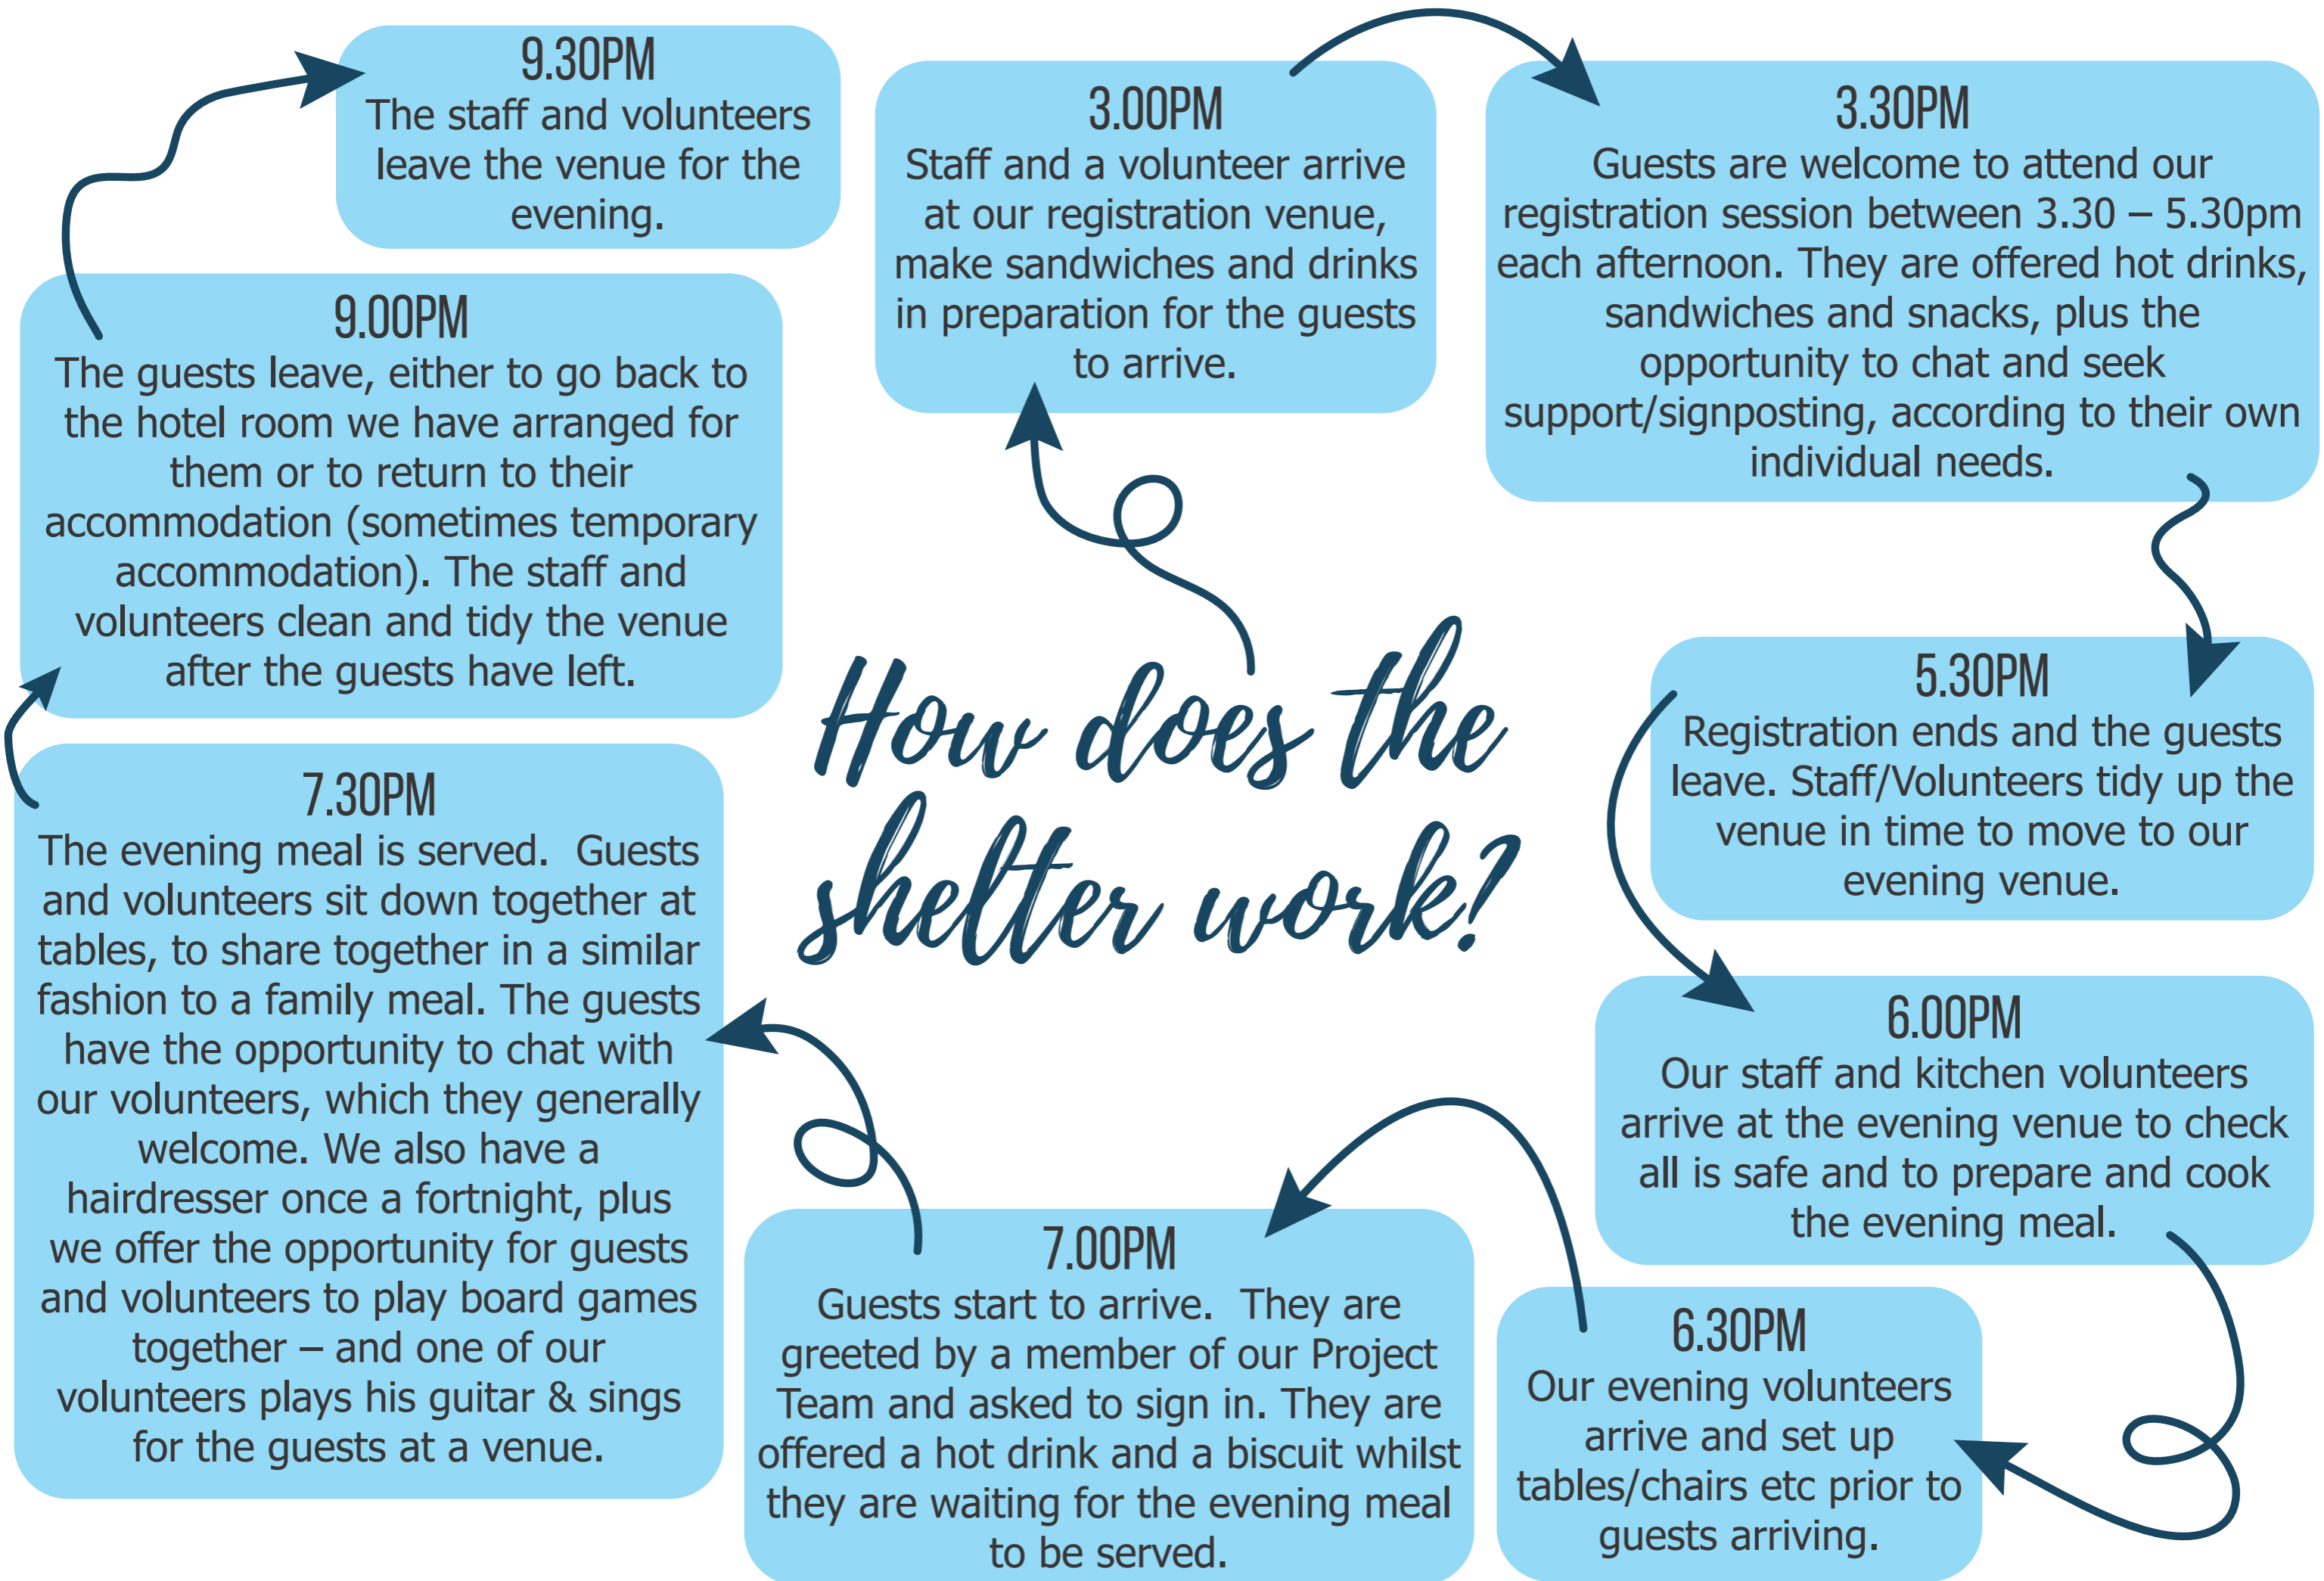 How does the
shelter work?
3.00PM
Staff and a volunteer arrive
at our registration venue,
make sandwiches and drinks
in preparation for the guests
to arrive.
3.30PM
Guests are welcome to attend our
registration session between 3.30 – 5.30pm
each afternoon. They are offered hot drinks,
sandwiches and snacks, plus the
opportunity to chat and seek
support/signposting, according to their own
individual needs.
5.30PM
Registration ends and the guests
leave. Staff/Volunteers tidy up the
venue in time to move to our
evening venue.
6.00PM
Our staff and kitchen volunteers
arrive at the evening venue to check
all is safe and to prepare and cook
the evening meal.
6.30PM
Our evening volunteers
arrive and set up
tables/chairs etc prior to
guests arriving.
7.00PM
Guests start to arrive.  They are
greeted by a member of our Project
Team and asked to sign in. They are
offered a hot drink and a biscuit whilst
they are waiting for the evening meal
to be served.
7.30PM
The evening meal is served.  Guests
and volunteers sit down together at
tables, to share together in a similar
fashion to a family meal. The guests
have the opportunity to chat with
our volunteers, which they generally
welcome. We also have a
hairdresser once a fortnight, plus
we offer the opportunity for guests
and volunteers to play board games
together – and one of our
volunteers plays his guitar & sings
for the guests at a venue.
9.00PM
The guests leave, either to go back to
the hotel room we have arranged for
them or to return to their
accommodation (sometimes temporary
accommodation). The staff and
volunteers clean and tidy the venue
after the guests have left.
9.30PM
The staff and volunteers
leave the venue for the
evening.